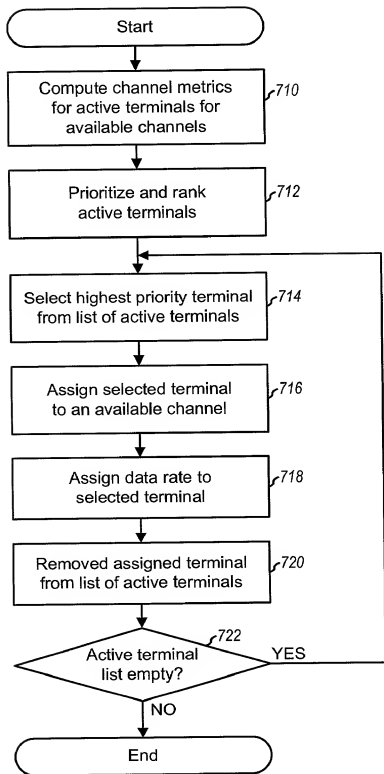 Start
Compute channel metrics
for active terminals for
available channels
710
Prioritize and rank
active terminals
712
Select highest priority terminal
from list of active terminals
714
Assign selected terminal
to an available channel
716
Assign data rate to
selected terminal
718
Removed assigned terminal
from list of active terminals
720
722
Active terminal
list empty?
YES
NO
End